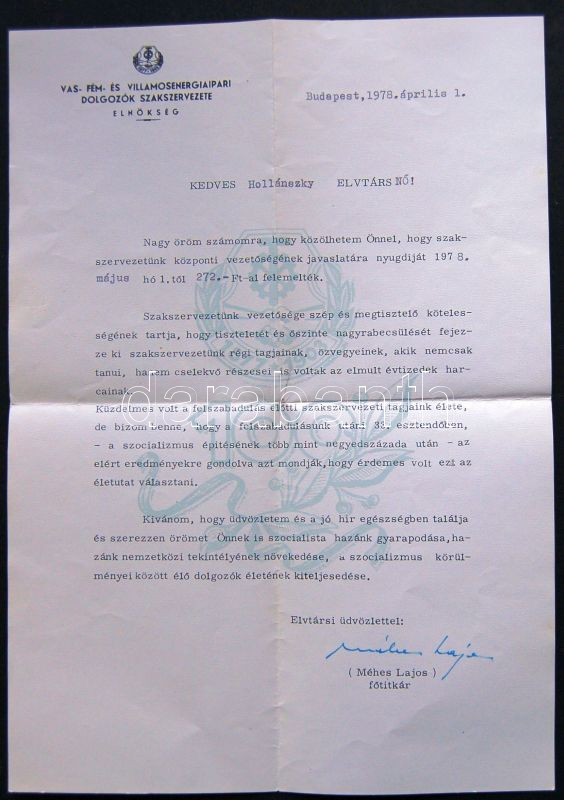 VAS- FÉM- ÉS VILLAMOSENERGIAIPARI
DOLGOZÓK SZAKSZERVEZETE
ELNÖKSÉG
Budapest,1978.április 1.
KEDVES Hollánezky ELVTÁRSNŐ!
Nagy öröm számomra, hogy közölhetem Önnel, hogy szak-
szervezetünk központi vezetőségének javaslatára nyugdiját 1978.
május hó 1.től 272.-Ft-al felemelték.
Szakszervezetünk vezetősége szép és megtisztelő köteles-
ségének tartja, hogy tiszteletét és őszinte nagyrabecsülését fejez-
ze ki szakszervezetünk régi tagjainak, özvegyeinek, akik nemcsak
tanui, hanem cselekvő részesei is voltak az elmult évtizedek har-
cainak.
darabanth
Küzdelmes volt a felszabadulás előtti szakszervezeti tagjaink élete,
de bizom benne, hogy a felszabadulásunk utáni 33. esztendőben,
- a szocializmus épitésének több mint negyedszázada után - az
elért eredményekre gondolva azt mondják, hogy érdemes volt ezt az
életutat választani.
Kivánom, hogy üdvözletem és a jó hir egészségben találja
és szerezzen örömet Önnek is szocialista hazánk gyarapodása, ha-
zánk nemzetközi tekintélyének növekedése, a szocializmus körül-
ményei között élő dolgozók életének kiteljesedése.
Elvtársi üdvözlettel:
Méhes Lajos
( Méhes Lajos )
főtitkár